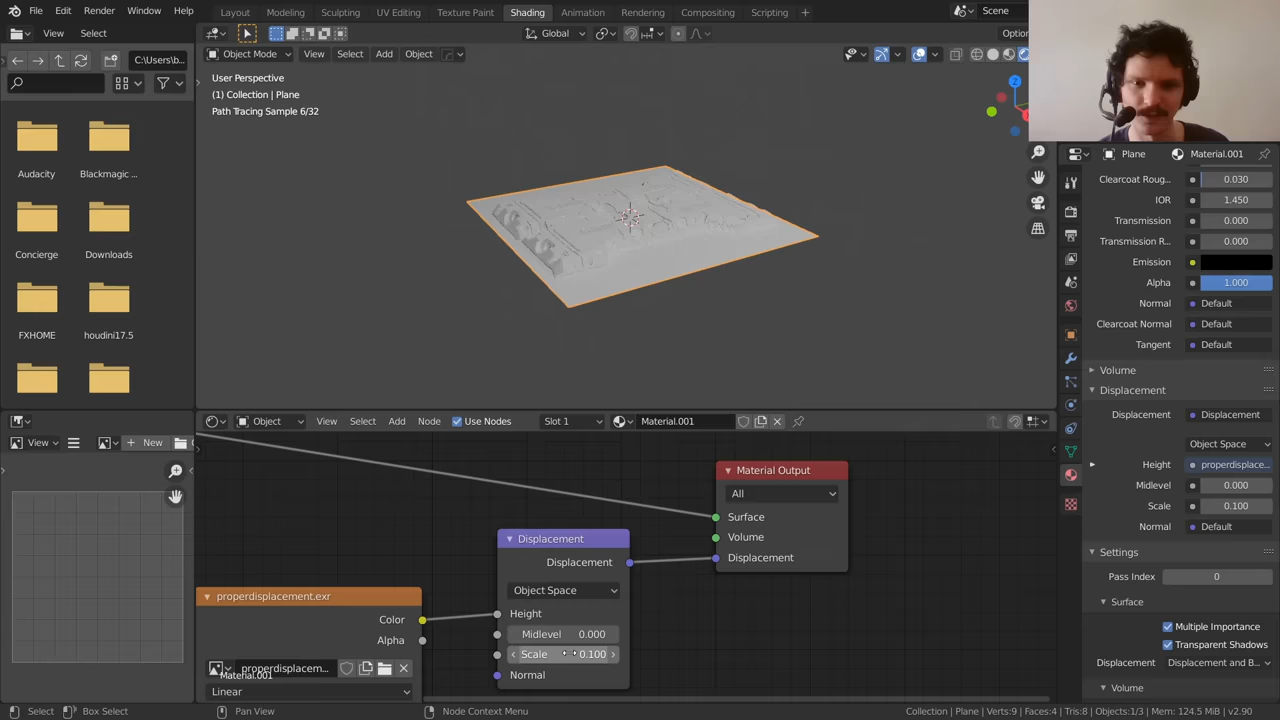 File Edit Render Window Help
Layout Modeling Sculpting UV Editing Texture Paint Shading Animation Rendering Compositing Scripting +
Scene
View Select
Global
Optio
C:\Users\b...
Object Mode View Select Add Object
User Perspective
(1) Collection | Plane
Path Tracing Sample 6/32
Audacity
Blackmagic ...
Concierge
Downloads
FXHOME
houdini17.5
Plane Material.001
Clearcoat Roug... 0.030
IOR 1.450
Transmission 0.000
Transmission R... 0.000
Emission
Alpha 1.000
Normal Default
Clearcoat Normal Default
Tangent Default
Volume
Displacement
Displacement Displacement
Object Space
Height properdisplace...
Midlevel 0.000
Scale 0.100
Normal Default
Settings
Pass Index 0
Surface
Multiple Importance
Transparent Shadows
Displacement Displacement and B...
Volume
View
New
Object View Select Add Node Use Nodes Slot 1 Material.001
Material Output
All
Surface
Volume
Displacement
Displacement
Displacement
Object Space
Height
Midlevel 0.000
Scale 0.100
Normal
properdisplacement.exr
Color
Alpha
properdisplacem...
Material.001
Linear
Select Box Select Pan View Node Context Menu
Collection | Plane | Verts:9 | Faces:4 | Tris:8 | Objects:1/3 | Mem: 124.5 MiB | v2.90